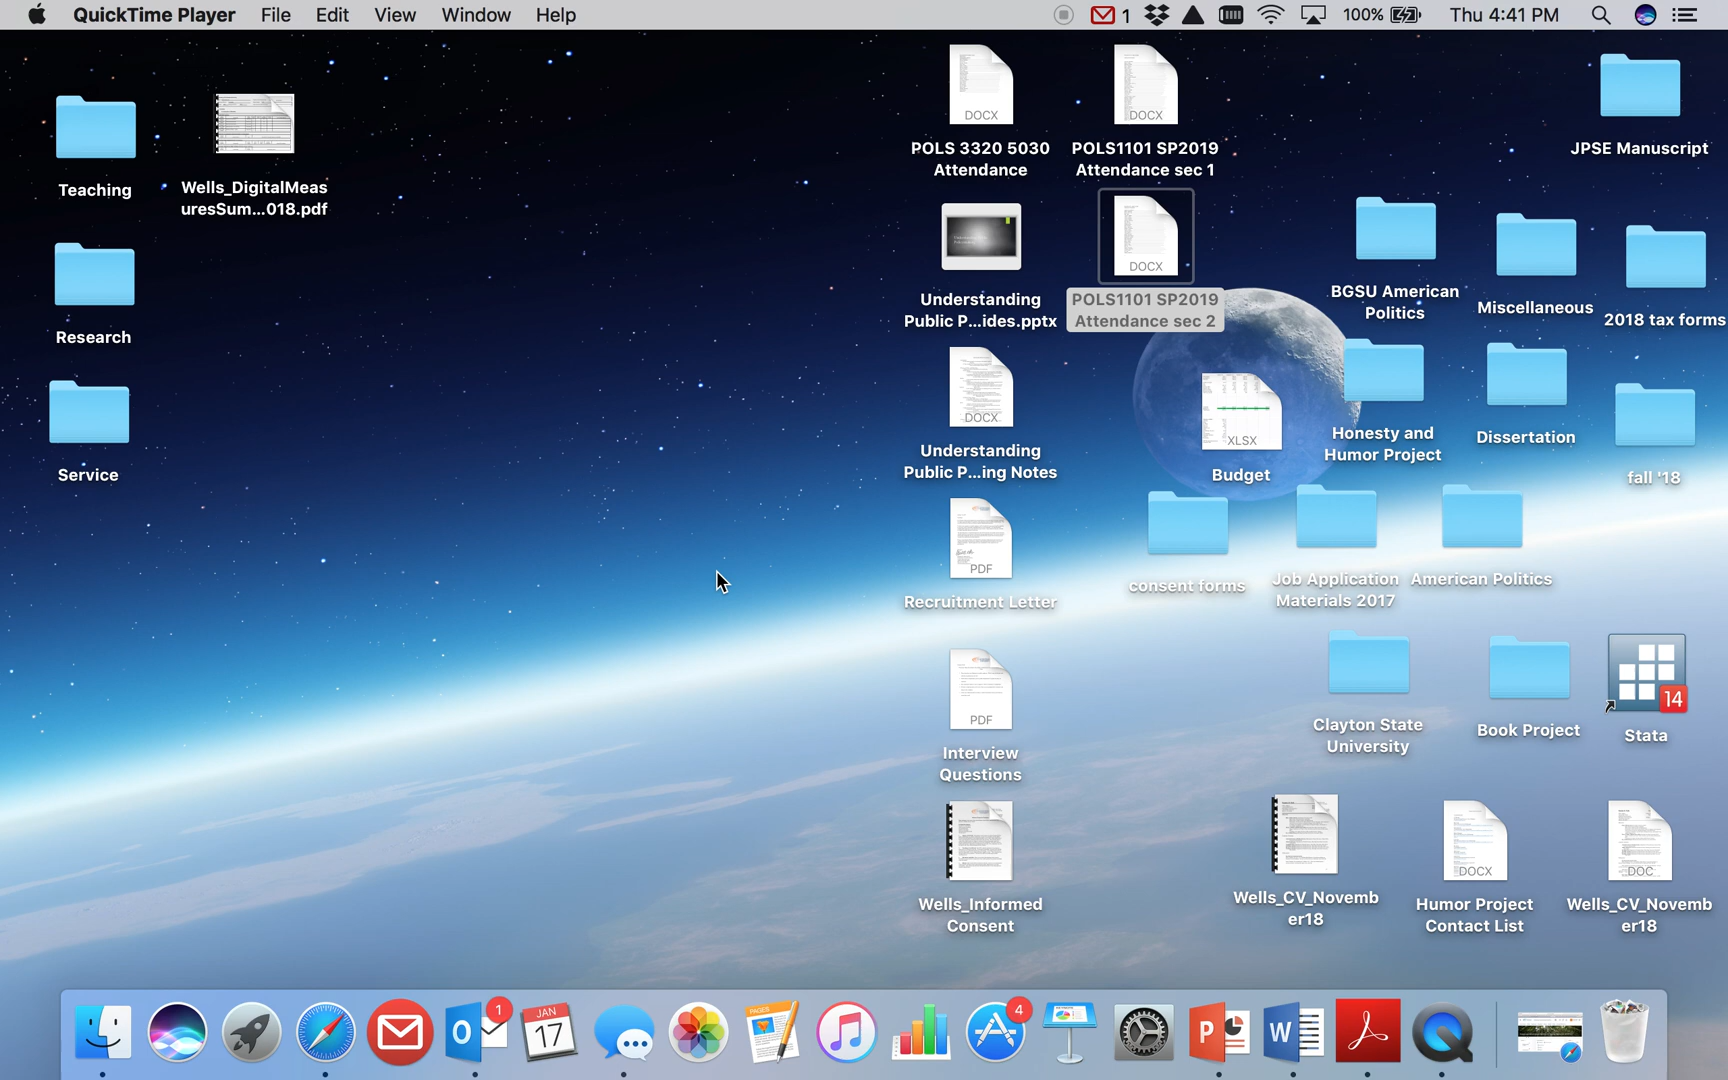 QuickTime Player File Edit View Window Help 1 100% Thu 4:41 PM
Teaching
Wells_DigitalMeas
uresSum...018.pdf
Research
Service
DOCX
POLS 3320 5030
Attendance
DOCX
POLS1101 SP2019
Attendance sec 1
JPSE Manuscript
Understanding
Public P...ides.pptx
DOCX
POLS1101 SP2019
Attendance sec 2
BGSU American
Politics
Miscellaneous
2018 tax forms
DOCX
Understanding
Public P...ing Notes
XLSX
Budget
Honesty and
Humor Project
Dissertation
fall '18
PDF
Recruitment Letter
consent forms
Job Application
Materials 2017
American Politics
PDF
Interview
Questions
Clayton State
University
Book Project
14
Stata
Wells_Informed
Consent
Wells_CV_Novemb
er18
DOCX
Humor Project
Contact List
DOC
Wells_CV_Novemb
er18
O
1
JAN
17
PAGES
4
P
W